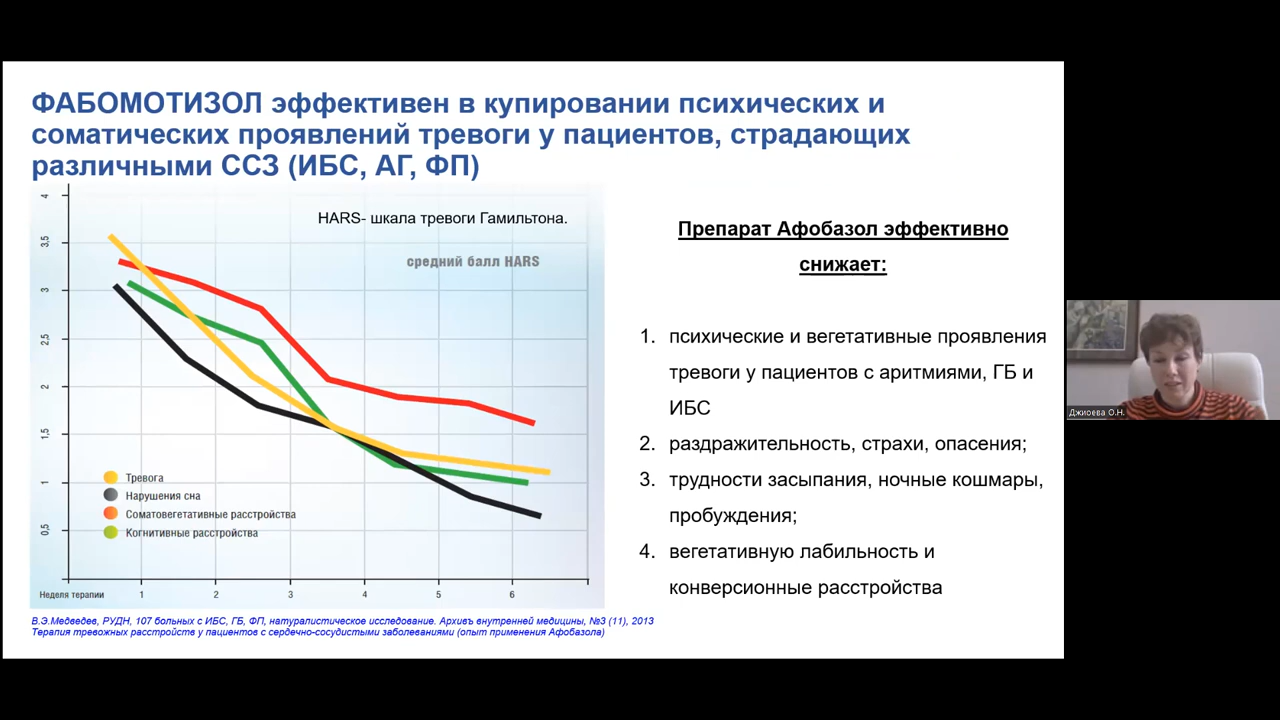 ФАБОМОТИЗОЛ эффективен в купировании психических и
соматических проявлений тревоги у пациентов, страдающих
различными ССЗ (ИБС, АГ, ФП)
HARS- шкала тревоги Гамильтона.
средний балл HARS
4
3,5
3
2,5
2
1,5
1
0,5
Тревога
Нарушения сна
Соматовегетативные расстройства
Когнитивные расстройства
Неделя терапии 1 2 3 4 5 6
В.Э.Медведев, РУДН, 107 больных с ИБС, ГБ, ФП, натуралистическое исследование. Архивъ внутренней медицины, №3 (11), 2013
Терапия тревожных расстройств у пациентов с сердечно-сосудистыми заболеваниями (опыт применения Афобазола)
Препарат Афобазол эффективно
снижает:
1. психические и вегетативные проявления
тревоги у пациентов с аритмиями, ГБ и
ИБС
2. раздражительность, страхи, опасения;
3. трудности засыпания, ночные кошмары,
пробуждения;
4. вегетативную лабильность и
конверсионные расстройства
Джиоева О.Н.